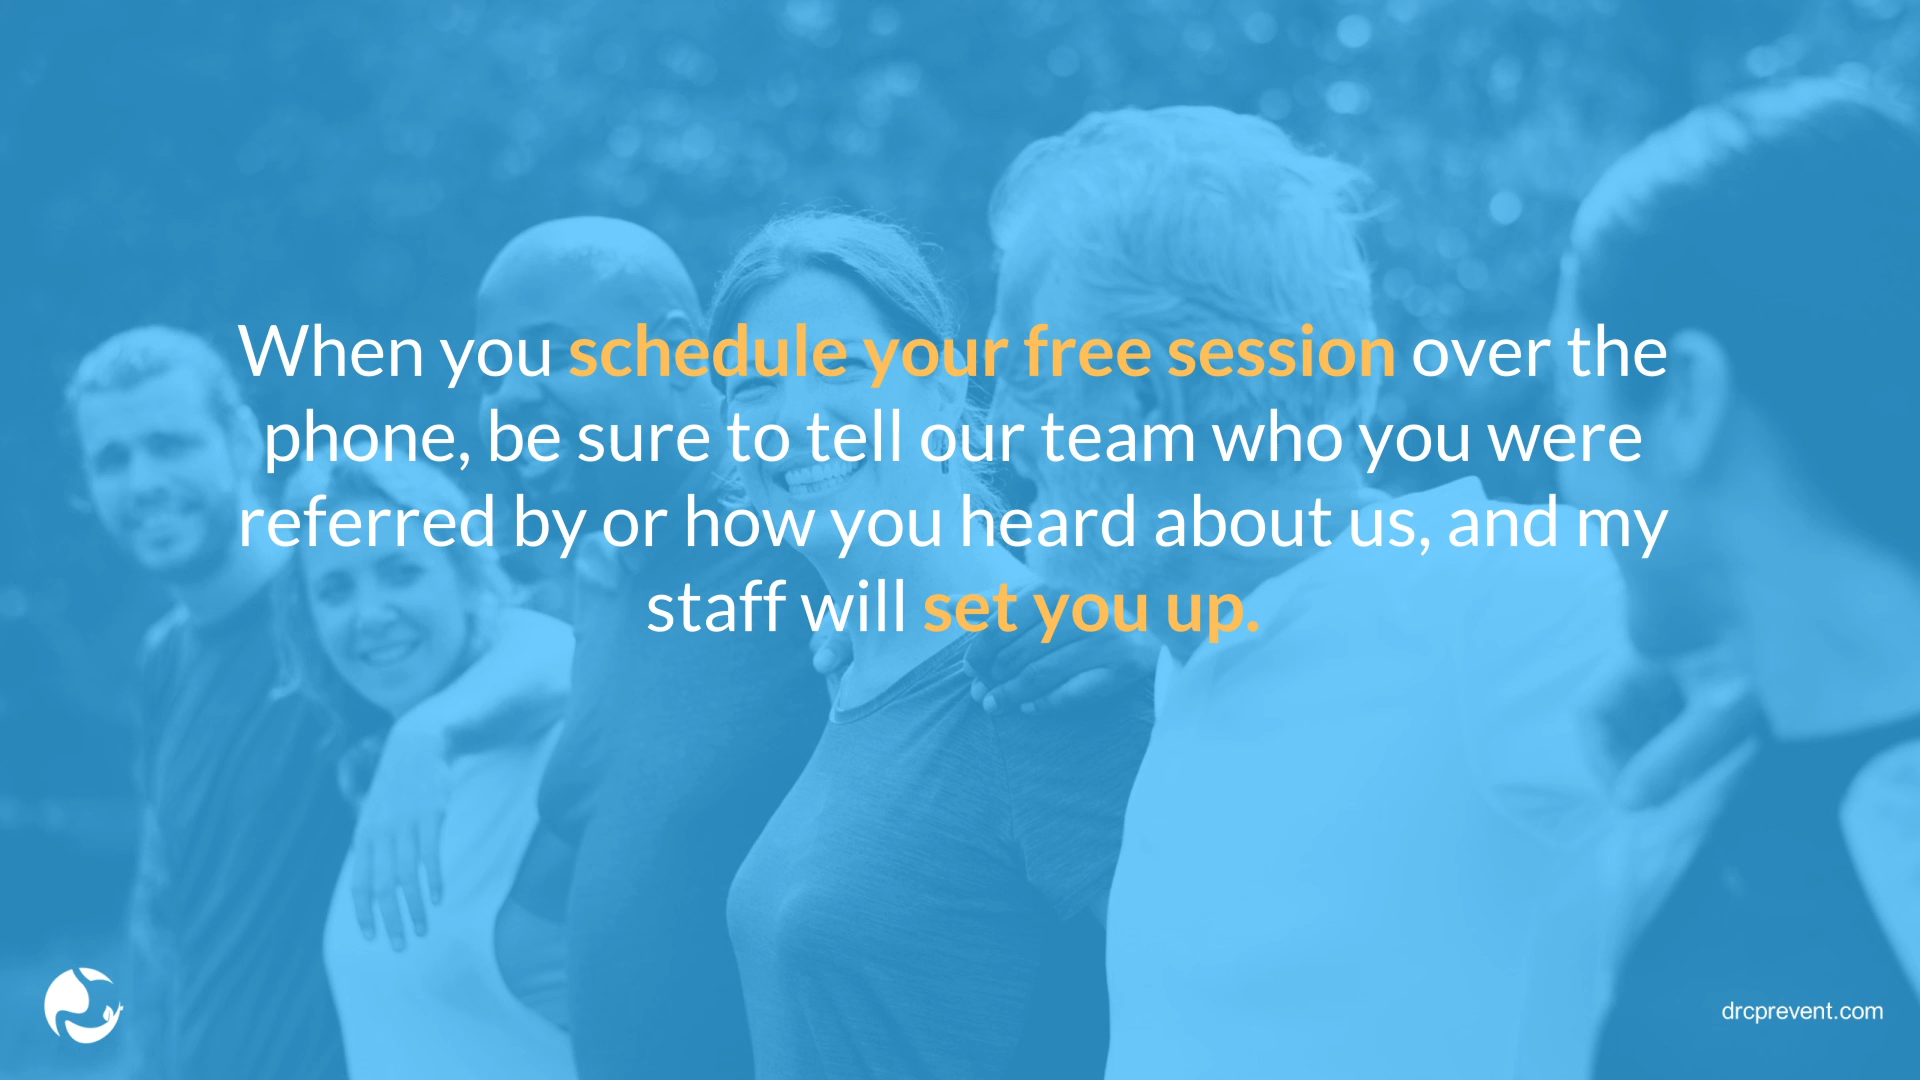 When you schedule your free session over the
phone, be sure to tell our team who you were
referred by or how you heard about us, and my
staff will set you up.
drcprevent.com